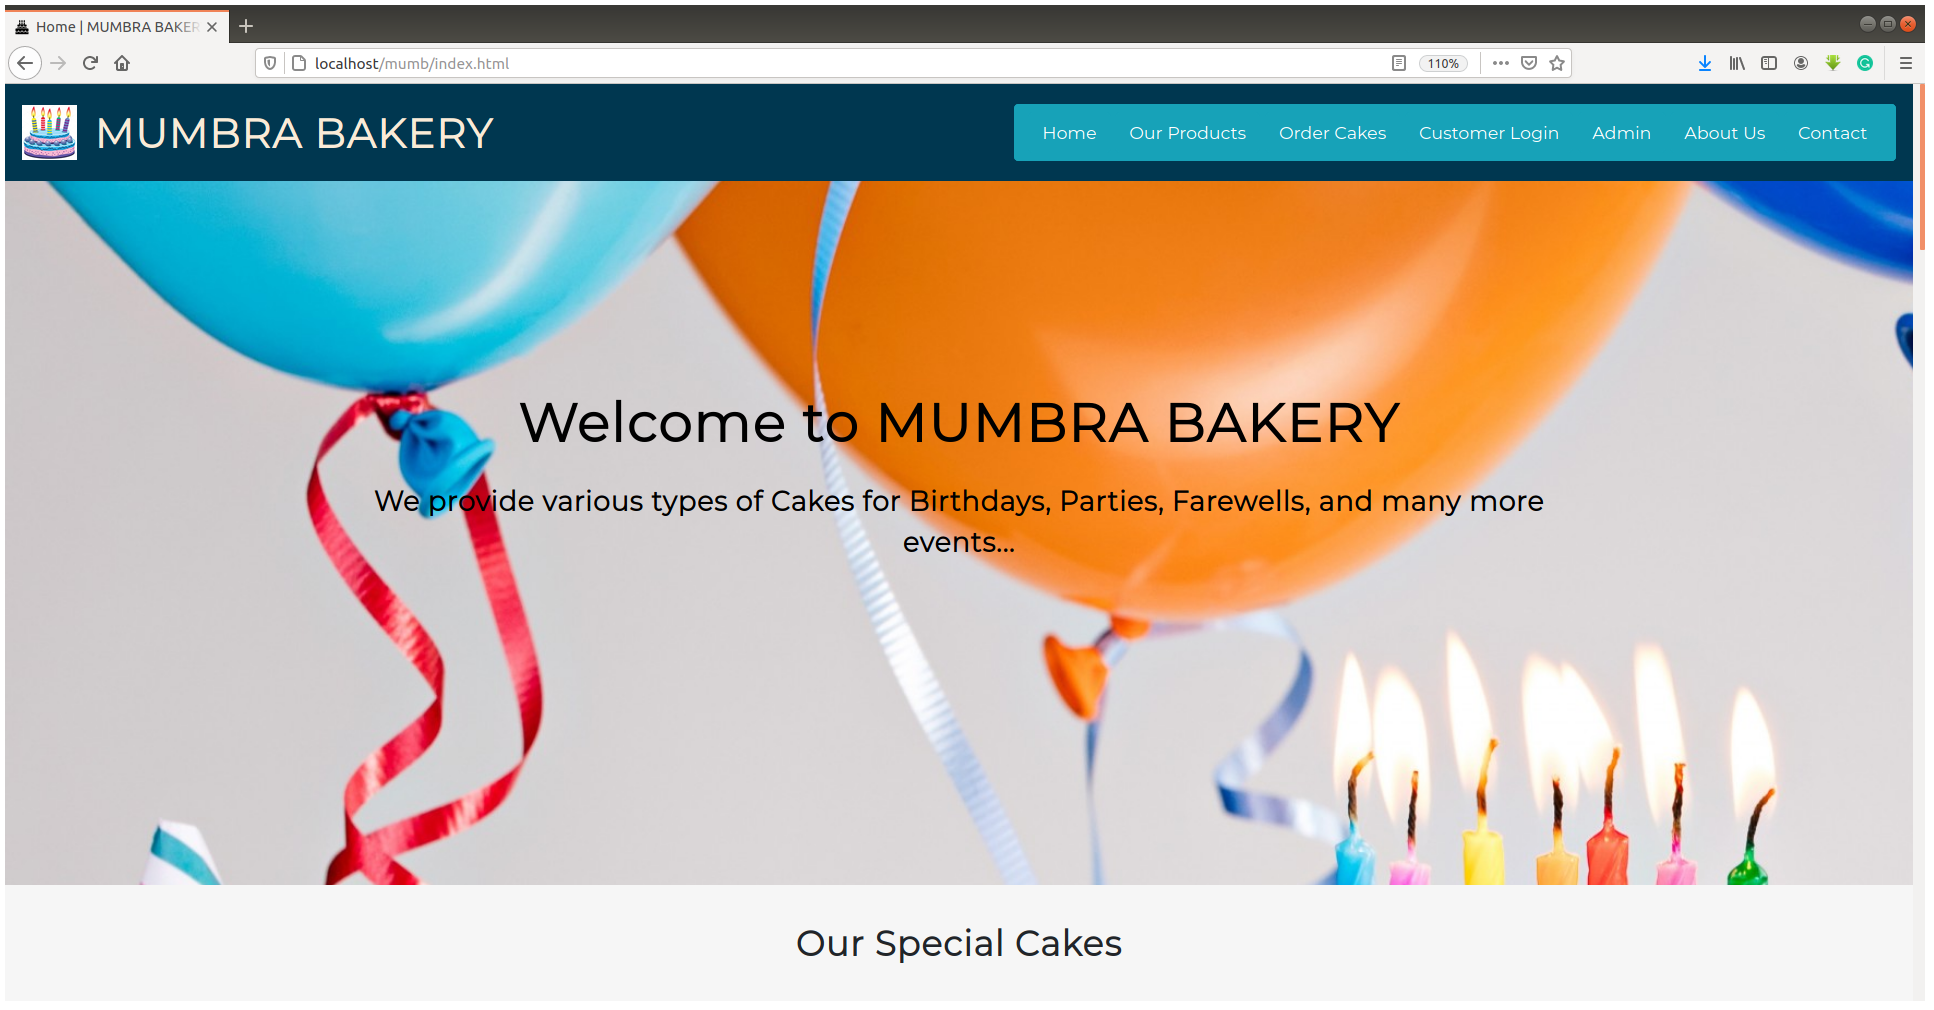 Home | MUMBRA BAKER
localhost/mumb/index.html
110%
MUMBRA BAKERY
Home Our Products Order Cakes Customer Login Admin About Us Contact
Welcome to MUMBRA BAKERY
We provide various types of Cakes for Birthdays, Parties, Farewells, and many more
events...
Our Special Cakes